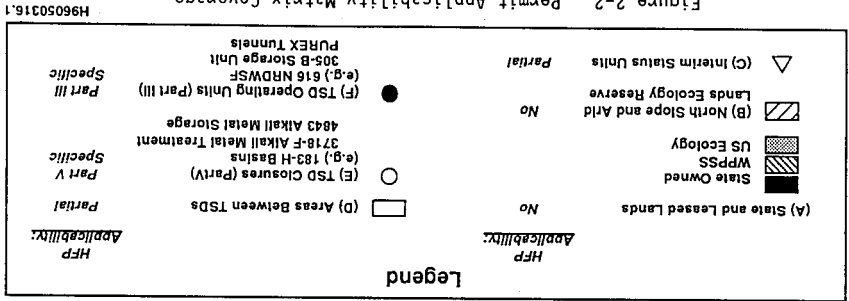 Legend
HFP
Applicability:
(A) State and Leased Lands No
State Owned
WPPSS
US Ecology
(B) North Slope and Arid No
Lands Ecology Reserve
(C) Interim Status Units Partial
HFP
Applicability:
(D) Areas Between TSDs Partial
(E) TSD Closures (PartV) Part V
(e.g.) 183-H Basins Specific
3718-F Alkali Metal Treatment
4843 Alkali Metal Storage
(F) TSD Operating Units (Part III) Part III
(e.g.) 616 NRDWSF Specific
305-B Storage Unit
PUREX Tunnels
H96050316.1
Figure 2-2. Permit Applicability Matrix Coverage